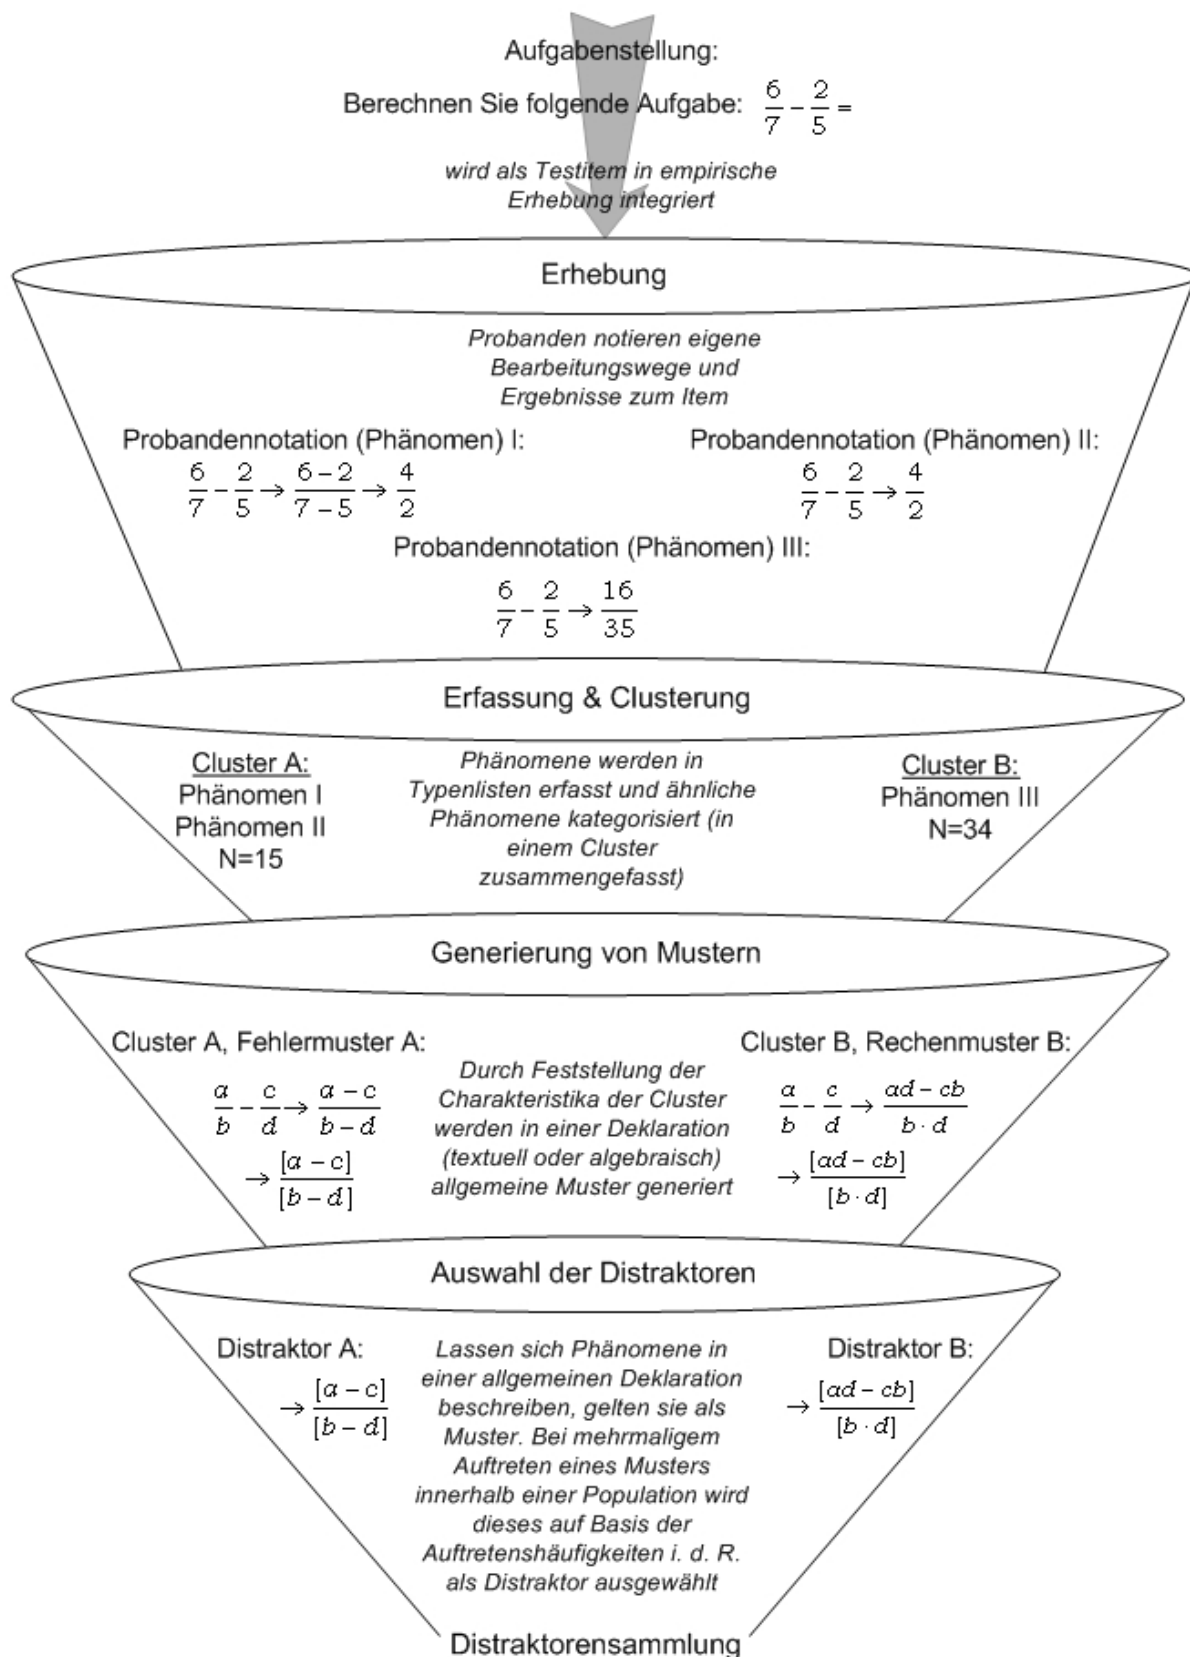 Aufgabenstellung:
Berechnen Sie folgende Aufgabe: 6/7 − 2/5 =
wird als Testitem in empirische
Erhebung integriert
Erhebung
Probanden notieren eigene
Bearbeitungswege und
Ergebnisse zum Item
Probandennotation (Phänomen) I:
6/7 − 2/5 → (6 − 2)/(7 − 5) → 4/2
Probandennotation (Phänomen) II:
6/7 − 2/5 → 4/2
Probandennotation (Phänomen) III:
6/7 − 2/5 → 16/35
Erfassung & Clusterung
Cluster A:
Phänomen I
Phänomen II
N=15
Phänomene werden in
Typenlisten erfasst und ähnliche
Phänomene kategorisiert (in
einem Cluster
zusammengefasst)
Cluster B:
Phänomen III
N=34
Generierung von Mustern
Cluster A, Fehlermuster A:
a/b − c/d → (a − c)/(b − d)
→ [a − c]/[b − d]
Durch Feststellung der
Charakteristika der Cluster
werden in einer Deklaration
(textuell oder algebraisch)
allgemeine Muster generiert
Cluster B, Rechenmuster B:
a/b − c/d → (ad − cb)/(b · d)
→ [ad − cb]/[b · d]
Auswahl der Distraktoren
Distraktor A:
→ [a − c]/[b − d]
Lassen sich Phänomene in
einer allgemeinen Deklaration
beschreiben, gelten sie als
Muster. Bei mehrmaligem
Auftreten eines Musters
innerhalb einer Population wird
dieses auf Basis der
Auftretenshäufigkeiten i. d. R.
als Distraktor ausgewählt
Distraktor B:
→ [ad − cb]/[b · d]
Distraktorensammlung